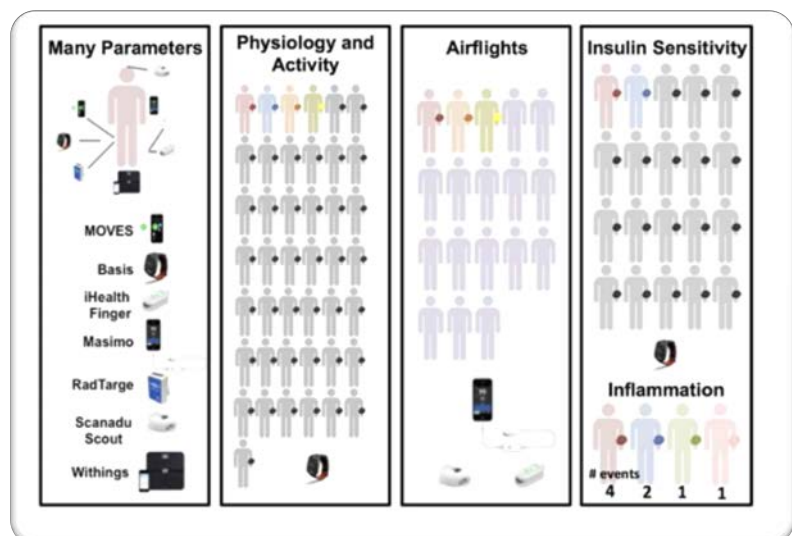 Many Parameters
MOVES
Basis
iHealth
Finger
Masimo
RadTarge
Scanadu
Scout
Withings
Physiology and
Activity
Airflights
Insulin Sensitivity
Inflammation
# events
4 2 1 1